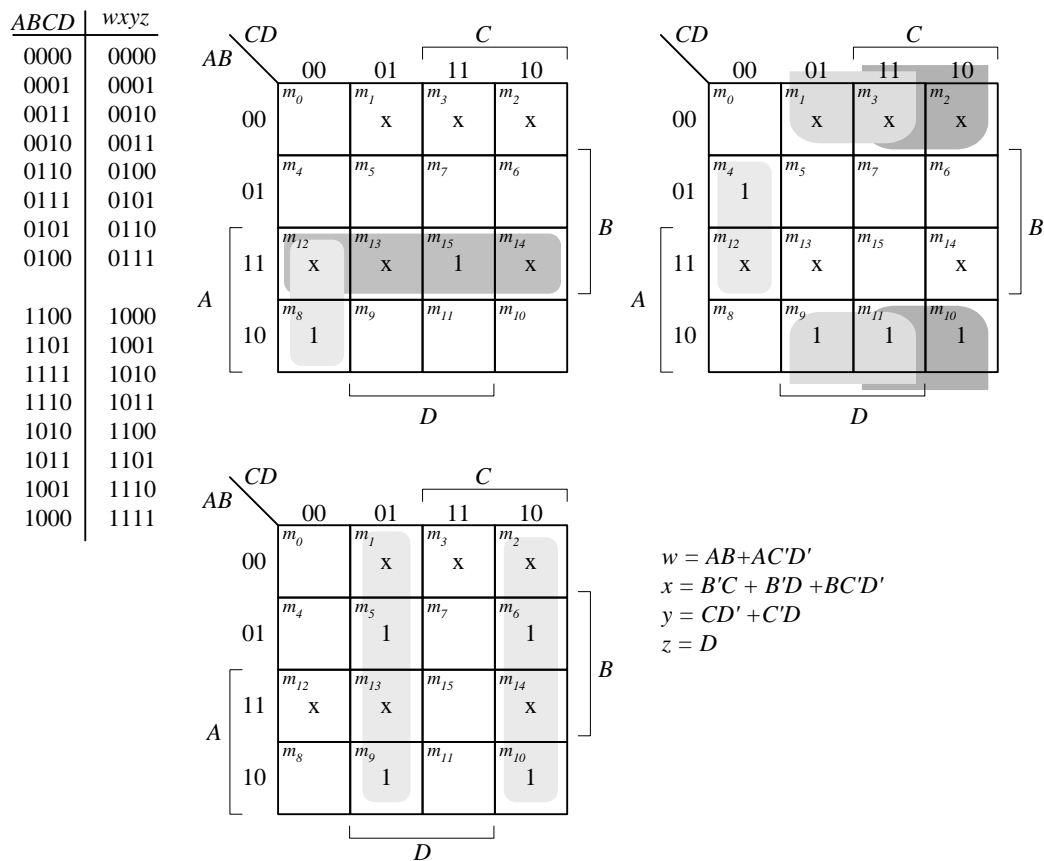 ABCD wxyz
0000 0000
0001 0001
0011 0010
0010 0011
0110 0100
0111 0101
0101 0110
0100 0111
1100 1000
1101 1001
1111 1010
1110 1011
1010 1100
1011 1101
1001 1110
1000 1111
CD C
AB
00 01 11 10
m0 m1 m3 m2
00 x x x
m4 m5 m7 m6
01
B
m12 m13 m15 m14
11 x x 1 x
A
m8 m9 m11 m10
10 1
D
CD C
AB
00 01 11 10
m0 m1 m3 m2
00 x x x
m4 m5 m7 m6
01 1
B
m12 m13 m15 m14
11 x x x
A
m8 m9 m11 m10
10 1 1 1
D
CD C
AB
00 01 11 10
m0 m1 m3 m2
00 x x x
m4 m5 m7 m6
01 1 1
B
m12 m13 m15 m14
11 x x x
A
m8 m9 m11 m10
10 1 1
D
w = AB+AC'D'
x = B'C + B'D +BC'D'
y = CD' +C'D
z = D